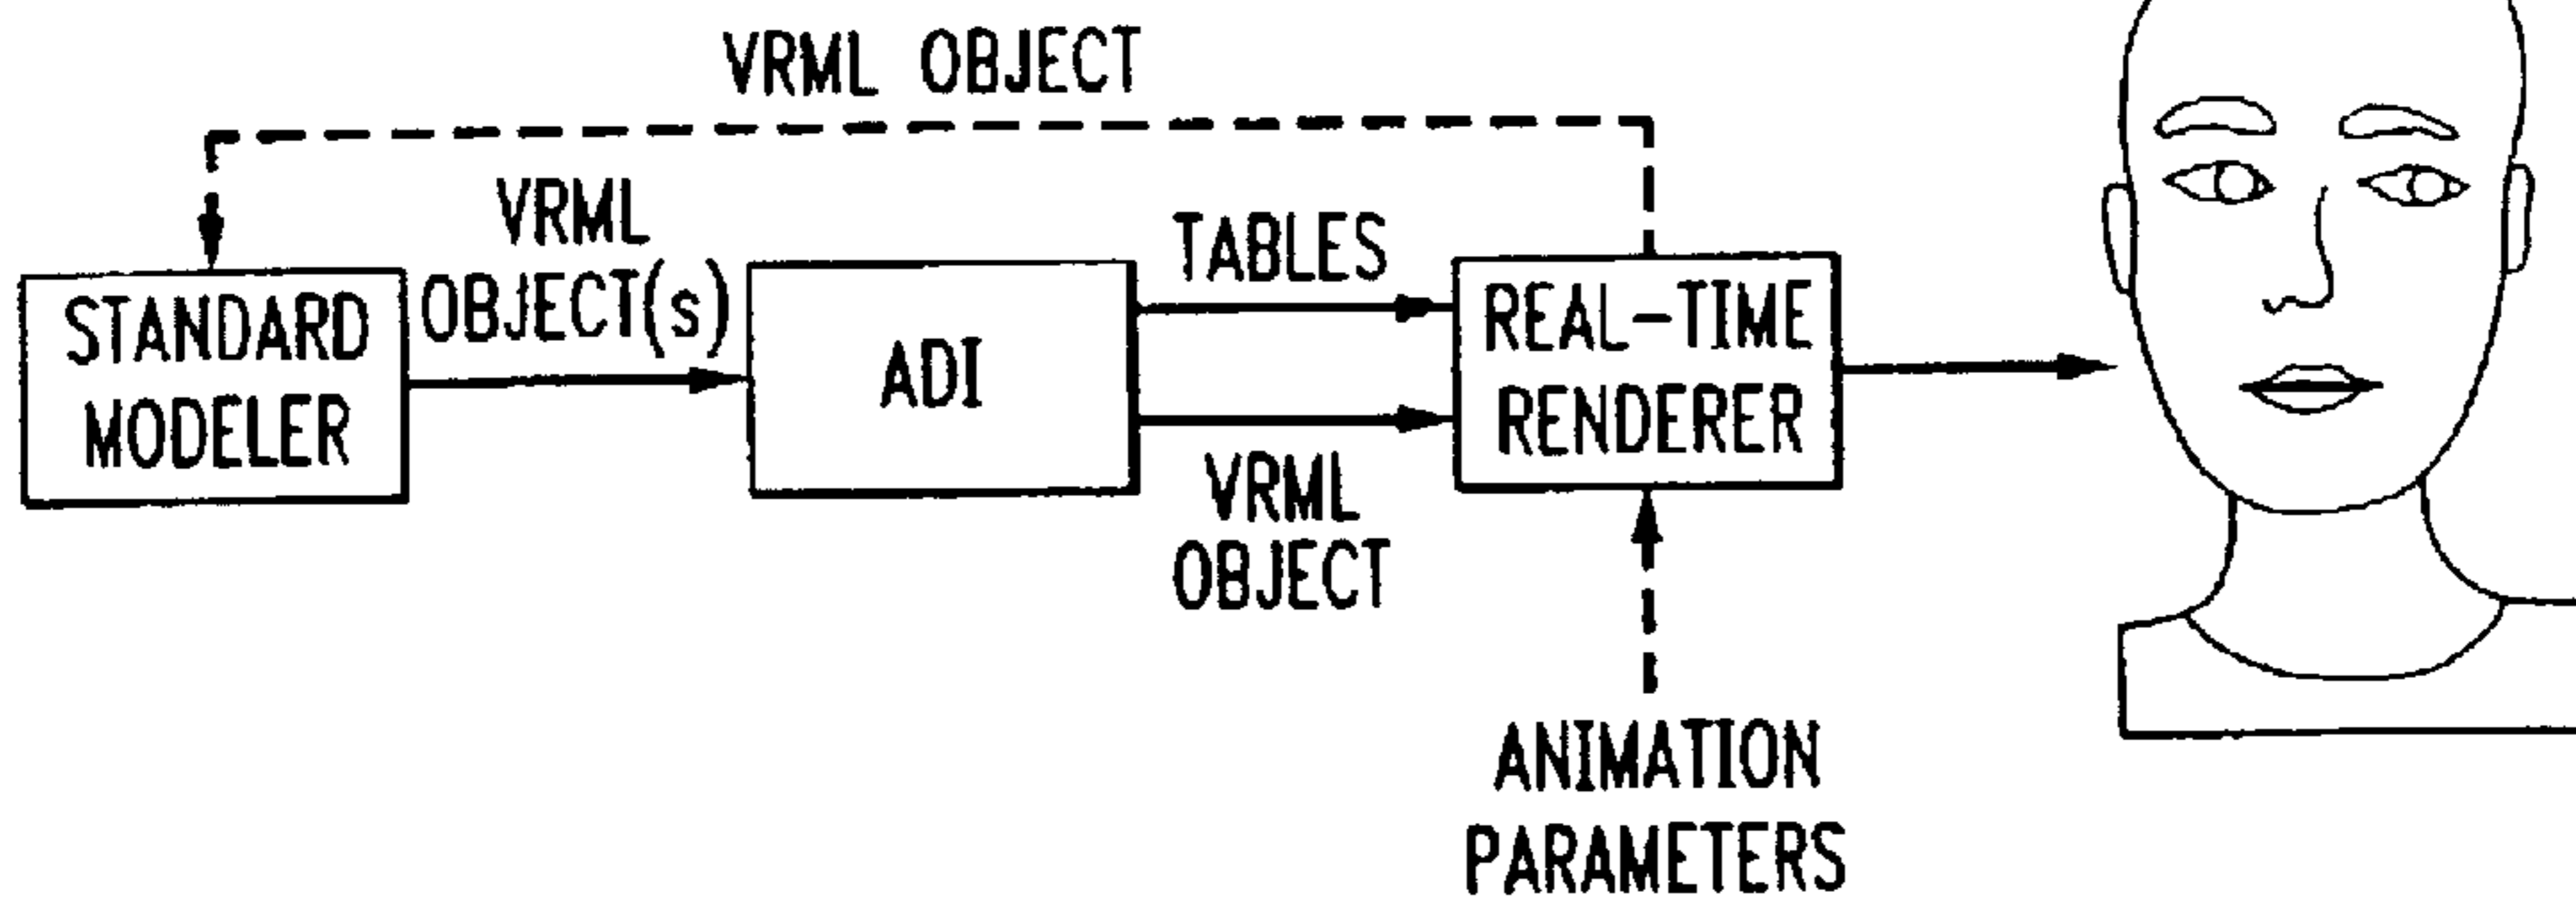 VRML OBJECT
VRML
OBJECT(s)
TABLES
STANDARD
MODELER
ADI
REAL-TIME
RENDERER
VRML
OBJECT
ANIMATION
PARAMETERS